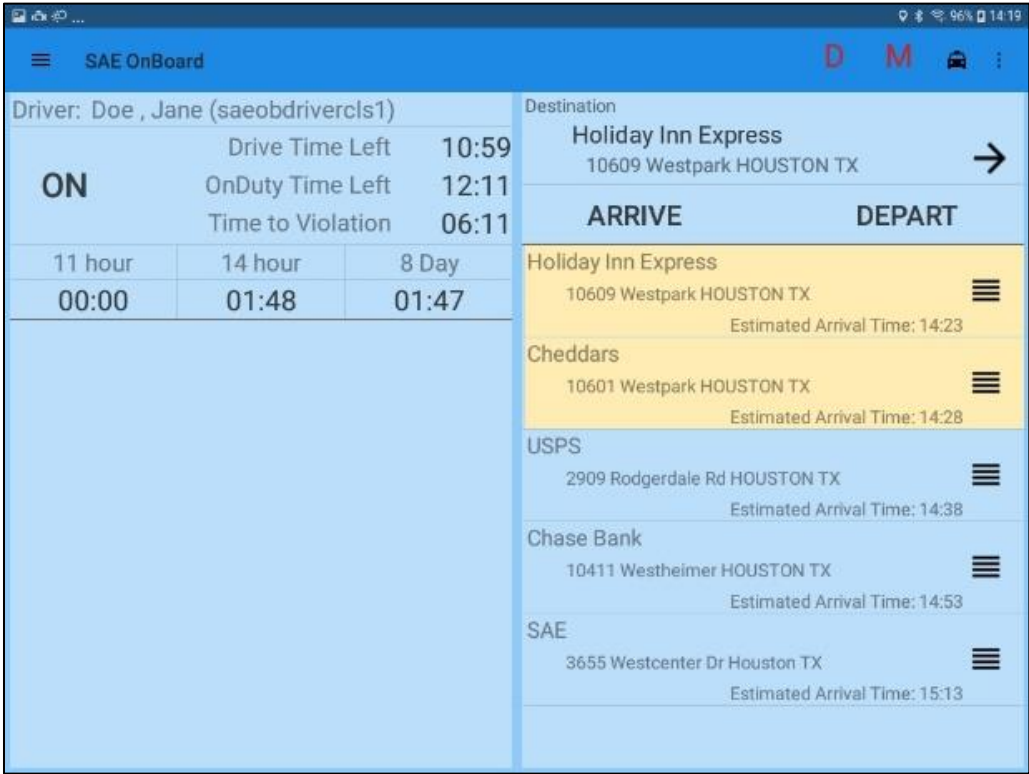 ... 96% 14:19
SAE OnBoard D M
Driver: Doe , Jane (saeobdrivercls1)
ON
Drive Time Left 10:59
OnDuty Time Left 12:11
Time to Violation 06:11
11 hour 14 hour 8 Day
00:00 01:48 01:47
Destination
Holiday Inn Express
10609 Westpark HOUSTON TX
ARRIVE DEPART
Holiday Inn Express
10609 Westpark HOUSTON TX
Estimated Arrival Time: 14:23
Cheddars
10601 Westpark HOUSTON TX
Estimated Arrival Time: 14:28
USPS
2909 Rodgerdale Rd HOUSTON TX
Estimated Arrival Time: 14:38
Chase Bank
10411 Westheimer HOUSTON TX
Estimated Arrival Time: 14:53
SAE
3655 Westcenter Dr Houston TX
Estimated Arrival Time: 15:13